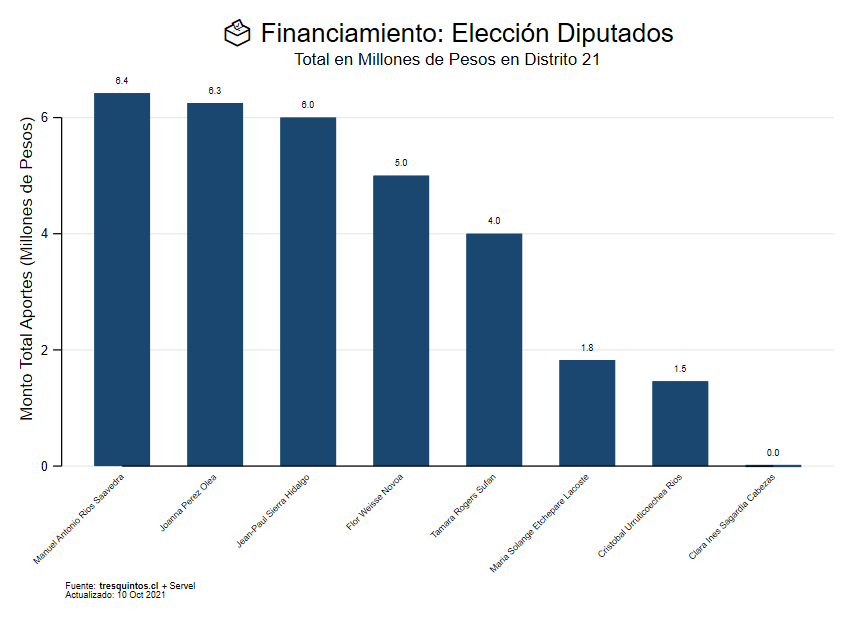 Financiamiento: Elección Diputados
Total en Millones de Pesos en Distrito 21
Monto Total Aportes (Millones de Pesos)
6
4
2
0
6.4
6.3
6.0
5.0
4.0
1.8
1.5
0.0
Manuel Antonio Rios Saavedra
Joanna Perez Olea
Jean-Paul Sierra Hidalgo
Flor Weisse Novoa
Tamara Rogers Sufan
Maria Solange Etchepare Lacoste
Cristobal Urruticoechea Rios
Clara Ines Sagardia Cabezas
Fuente: tresquintos.cl + Servel
Actualizado: 10 Oct 2021